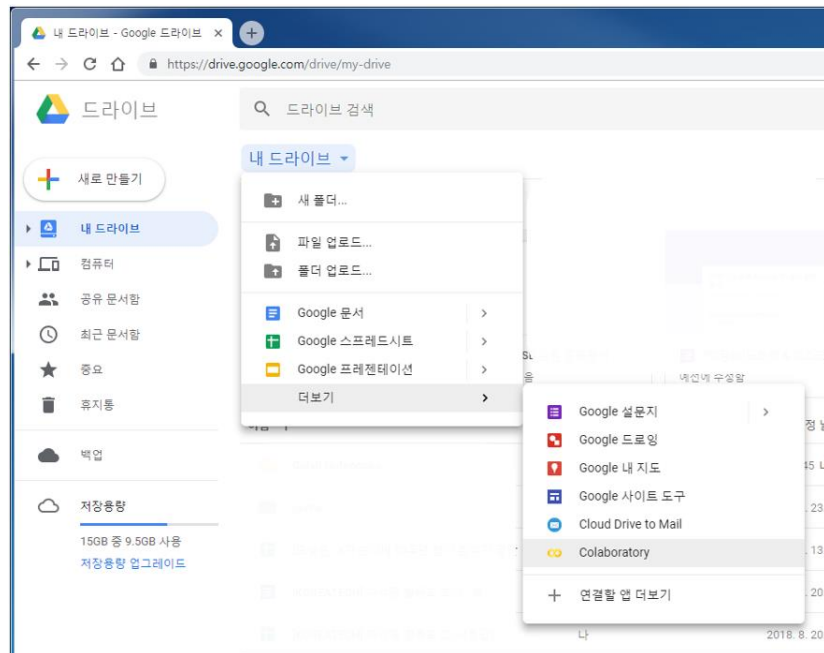 내 드라이브 - Google 드라이브
https://drive.google.com/drive/my-drive
드라이브
드라이브 검색
내 드라이브
새로 만들기
내 드라이브
컴퓨터
공유 문서함
최근 문서함
중요
휴지통
백업
저장용량
15GB 중 9.5GB 사용
저장용량 업그레이드
새 폴더...
파일 업로드...
폴더 업로드...
Google 문서
Google 스프레드시트
Google 프레젠테이션
더보기
Google 설문지
Google 드로잉
Google 내 지도
Google 사이트 도구
Cloud Drive to Mail
Colaboratory
연결할 앱 더보기
나
2018. 8. 20.